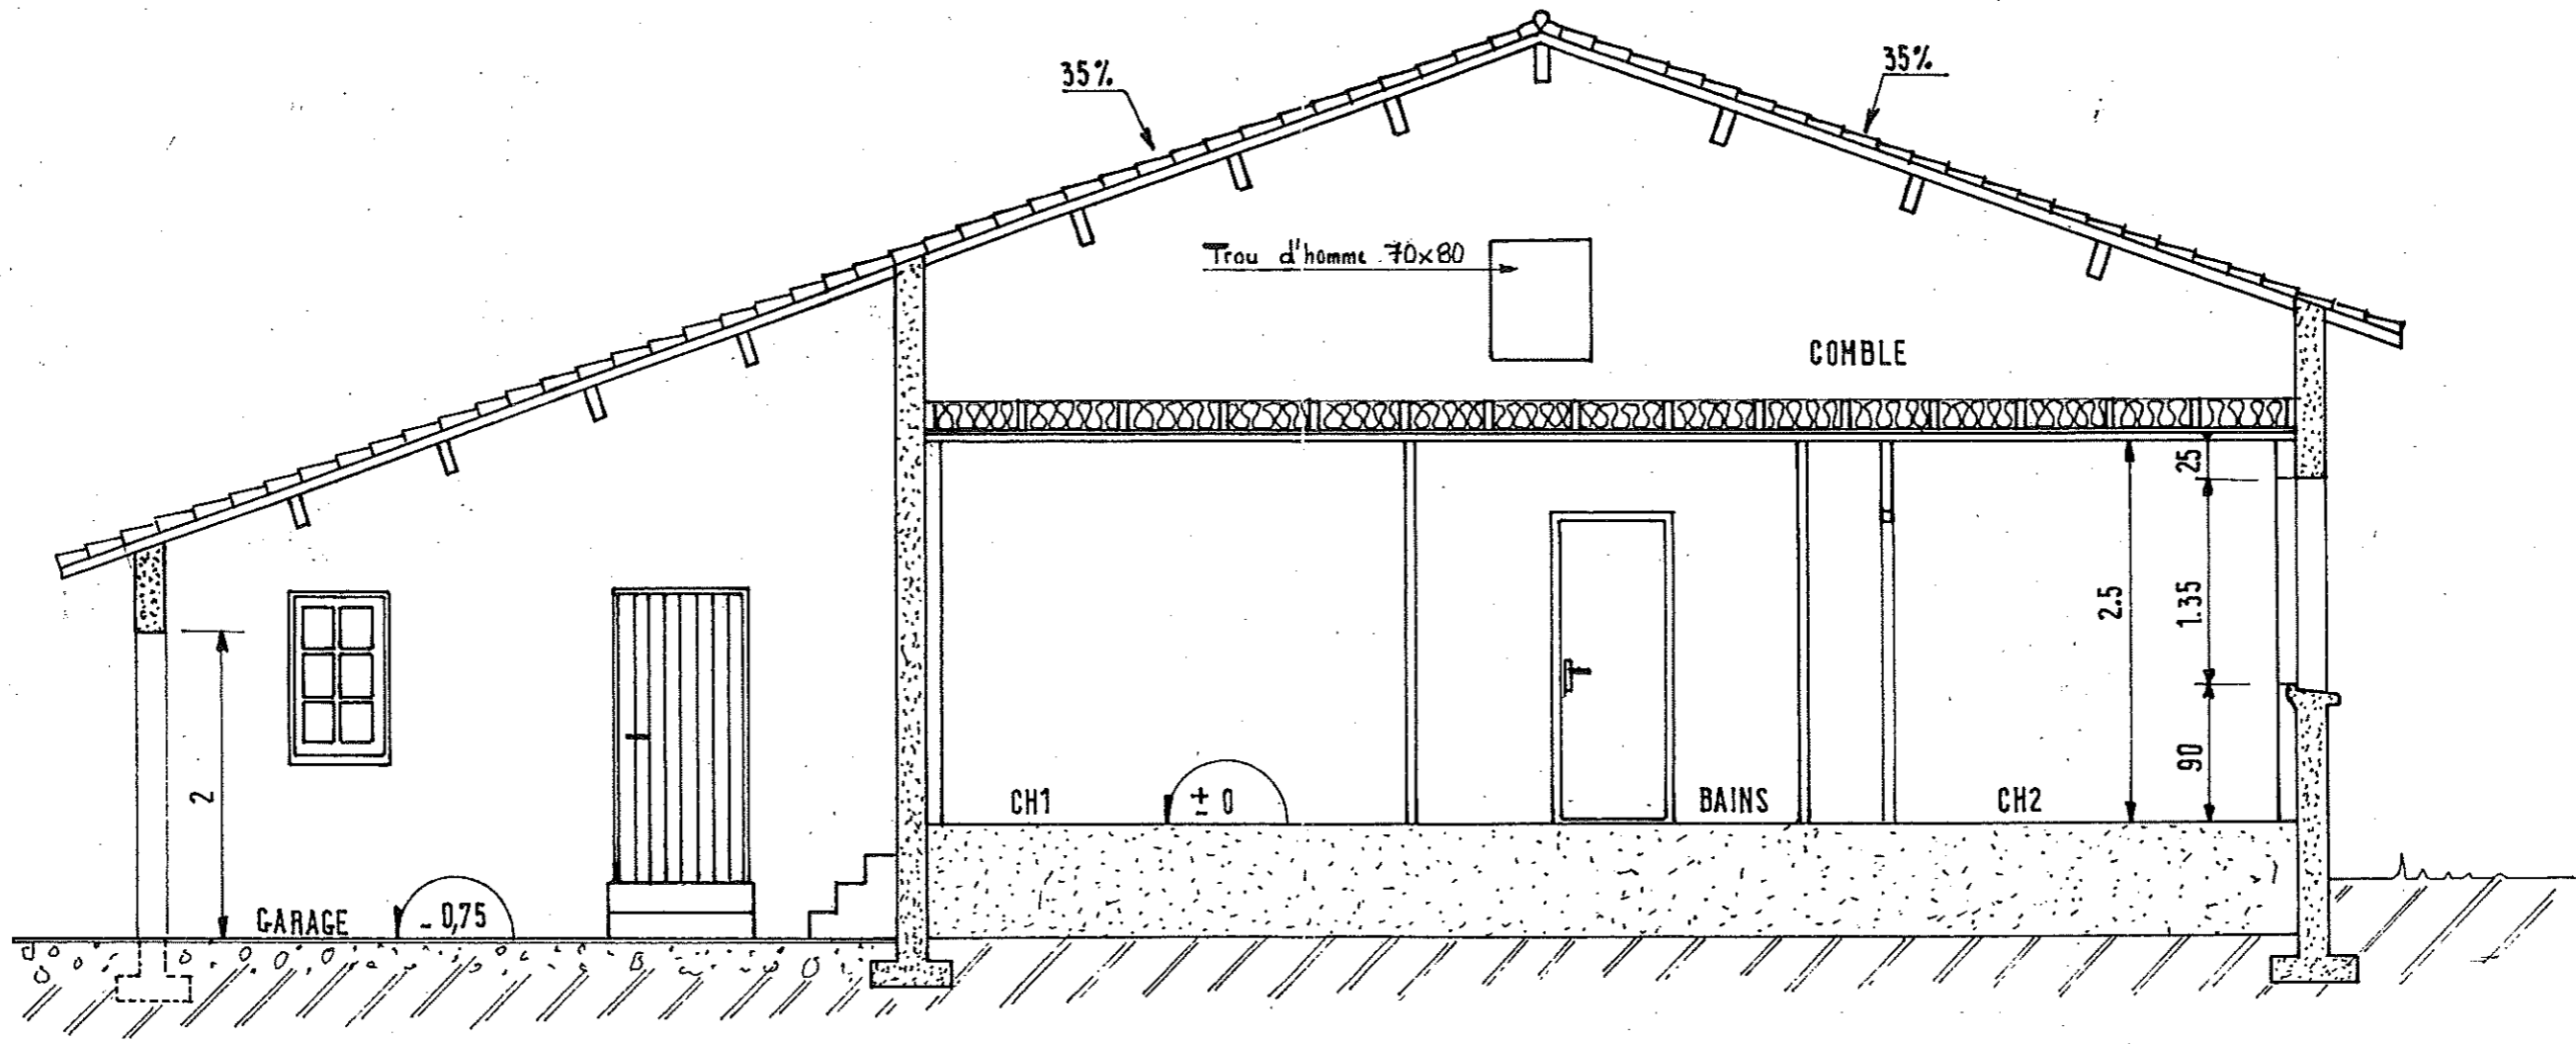 35%
35%
Trou d'homme 70x80
COMBLE
25
2.5
1.35
2
90
CH1
± 0
BAINS
CH2
GARAGE
- 0,75